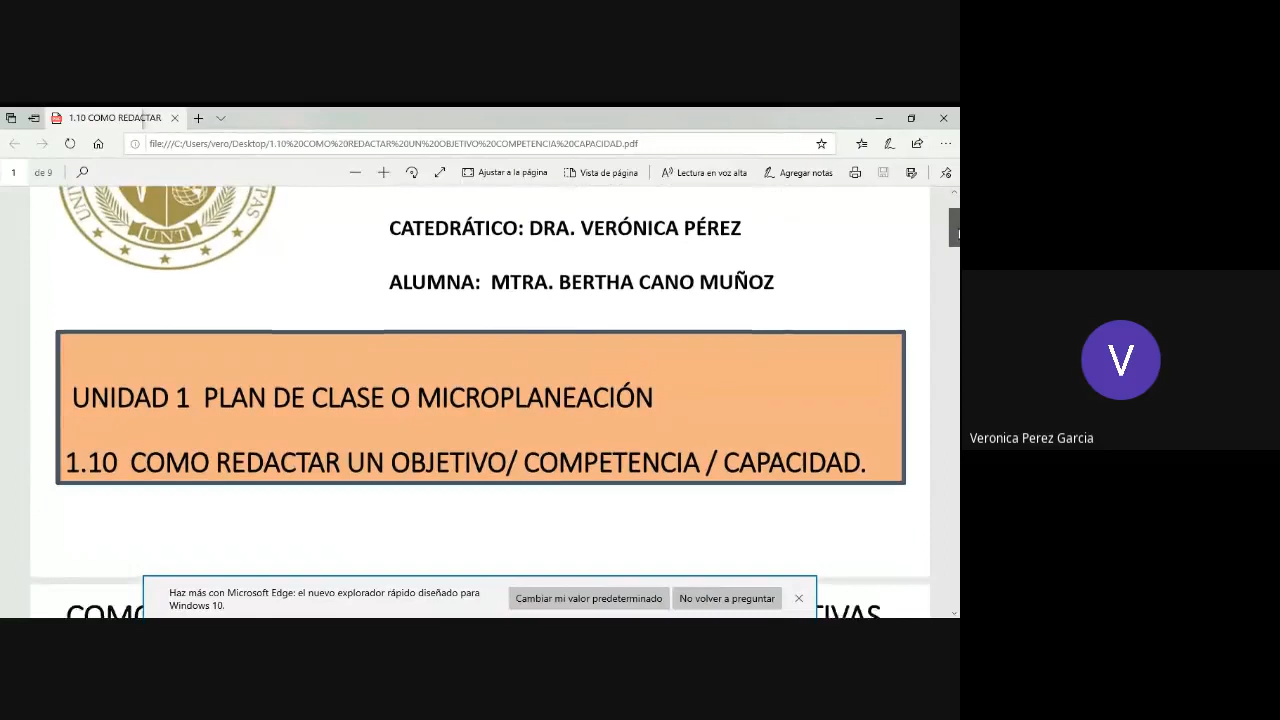 1.10 COMO REDACTAR
file:///C:/Users/vero/Desktop/1.10%20COMO%20REDACTAR%20UN%20OBJETIVO%20COMPETENCIA%20CAPACIDAD.pdf
1 de 9 Ajustar a la página Vista de página Lectura en voz alta Agregar notas
UNT
CATEDRÁTICO: DRA. VERÓNICA PÉREZ
ALUMNA: MTRA. BERTHA CANO MUÑOZ
UNIDAD 1 PLAN DE CLASE O MICROPLANEACIÓN
1.10 COMO REDACTAR UN OBJETIVO/ COMPETENCIA / CAPACIDAD.
Haz más con Microsoft Edge: el nuevo explorador rápido diseñado para
Windows 10.
Cambiar mi valor predeterminado No volver a preguntar
V
Veronica Perez Garcia